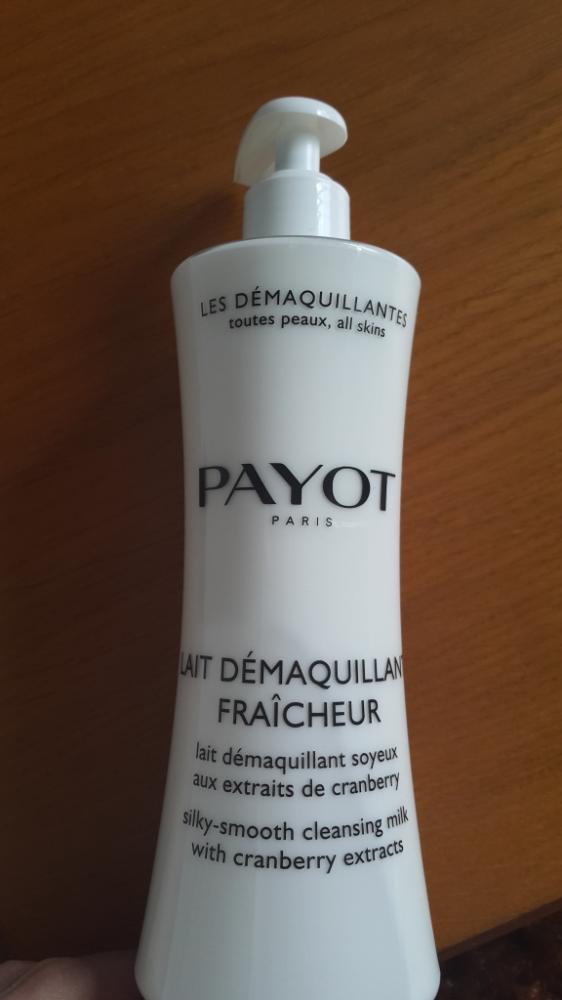 LES DÉMAQUILLANTES
toutes peaux, all skins
PAYOT
PARIS
LAIT DÉMAQUILLANT
FRAÎCHEUR
lait démaquillant soyeux
aux extraits de cranberry
silky-smooth cleansing milk
with cranberry extracts